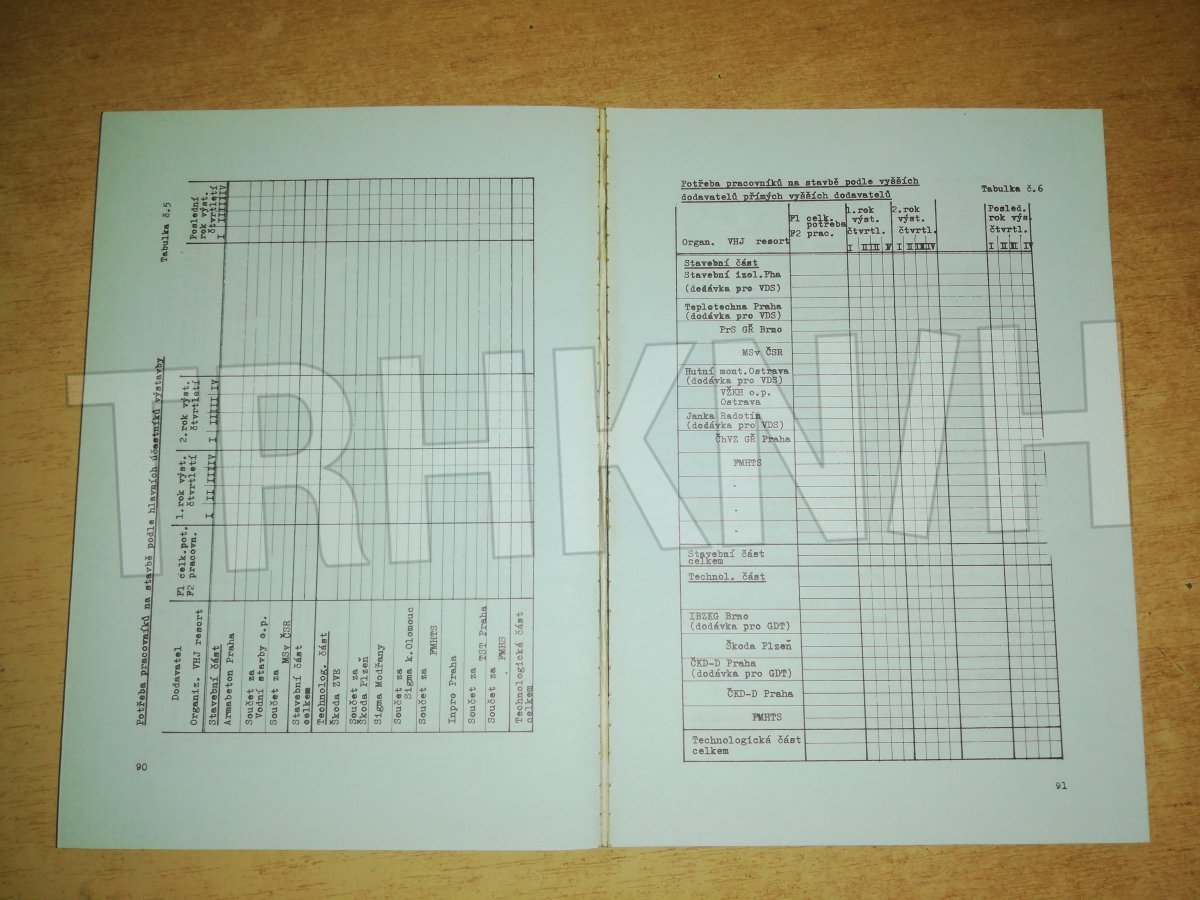 Potřeba pracovníků na stavbě podle hlavních účastníků výstavby
Tabulka č.5
Dodavatel
Organiz. VHJ resort
F1 celk.pot.
F2 pracovn.
1.rok výst.
čtvrtletí
I II III IV
2.rok výst.
čtvrtletí
I II III IV
Poslední
rok výst.
čtvrtletí
I II III IV
Stavební část
Armabeton Praha
Součet za
Vodní stavby o.p.
Součet za
MSv ČSR
Stavební část
celkem
Technolog. část
Škoda ZVE
Součet za
Škoda Plzeň
Sigma Modřany
Součet za
Sigma k.Olomouc
Součet za
FMHTS
Inpro Praha
Součet za
TST Praha
Součet za
FMHS
Technologická část
celkem
90
Potřeba pracovníků na stavbě podle vyšších
dodavatelů přímých vyšších dodavatelů
Tabulka č.6
Organ. VHJ resort
F1 celk.
potřeba
F2 prac.
1.rok
výst.
čtvrtl.
I II III IV
2.rok
výst.
čtvrtl.
I II III IV
Posled.
rok výs.
čtvrtl.
I II III IV
Stavební část
Stavební izol.Pha
(dedávka pro VDS)
Teplotechna Praha
(dodávka pro VDS)
PrS GŘ Brno
MSv ČSR
Hutní mont.Ostrava
(dodávka pro VDS)
VŽKH o.p.
Ostrava
Janka Radotín
(dodávka pro VDS)
ČhVZ GŘ Praha
FMHTS
.
.
.
Stavební část
celkem
Technol. část
IBZKG Brno
(dodávka pro GDT)
Škoda Plzeň
ČKD-D Praha
(dodávka pro GDT)
ČKD-D Praha
FMHTS
Technologická část
celkem
91
TRHKNIH